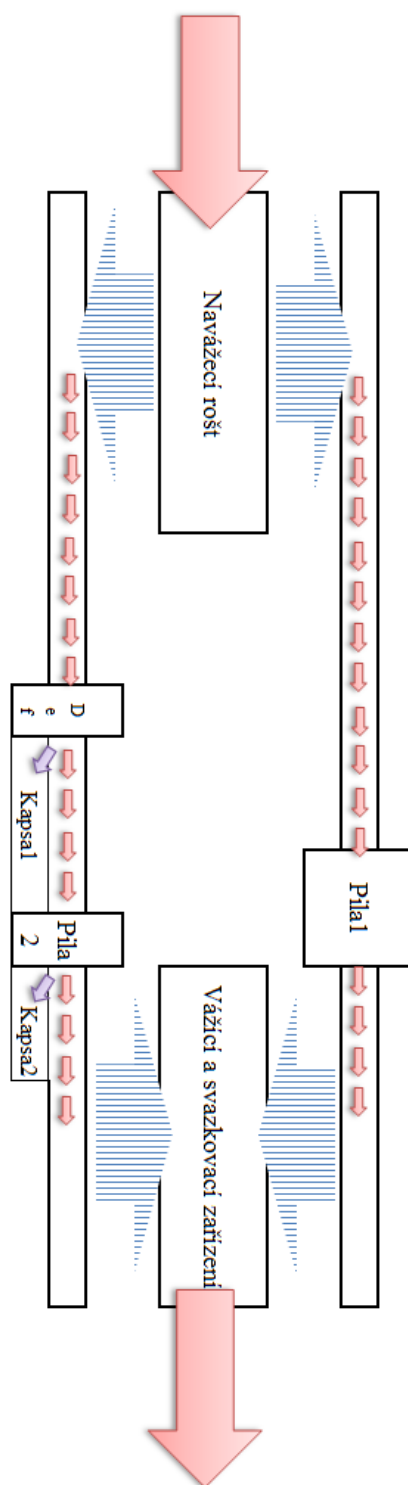 Navážecí rošt
D
e
f
Kapsa1
Pila1
Pila
2
Kapsa2
Vážící a svazkovací zařízení